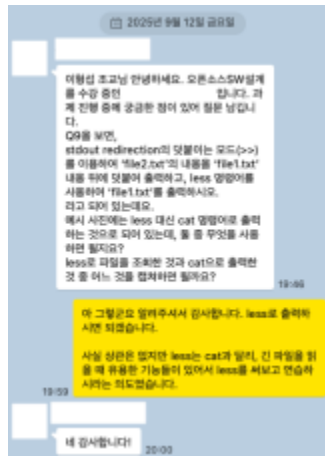 2025년 9월 12일 금요일
이형섭 조교님 안녕하세요. 오픈소스SW설계
를 수강 중인 입니다. 과
제 진행 중에 궁금한 점이 있어 질문 남깁니
다.
Q9을 보면,
stdout redirection의 덧붙이는 모드(>>)
를 이용하여 'file2.txt'의 내용을 'file1.txt'
내용 뒤에 덧붙여 출력하고, less 명령어를
사용하여 'file1.txt'를 출력하시오.
라고 되어 있는데요.
예시 사진에는 less 대신 cat 명령어로 출력
하는 것으로 되어 있는데, 둘 중 무엇을 사용
하면 될지요?
less로 파일을 조회한 것과 cat으로 출력한
것 중 어느 것을 캡쳐하면 될까요?
19:46
아 그렇군요 알려주셔서 감사합니다. less로 출력하
시면 되겠습니다.
사실 상관은 없지만 less는 cat과 달리, 긴 파일을 읽
을 때 유용한 기능들이 있어서 less를 써보고 연습하
시라는 의도였습니다.
19:59
네 감사합니다!
20:00